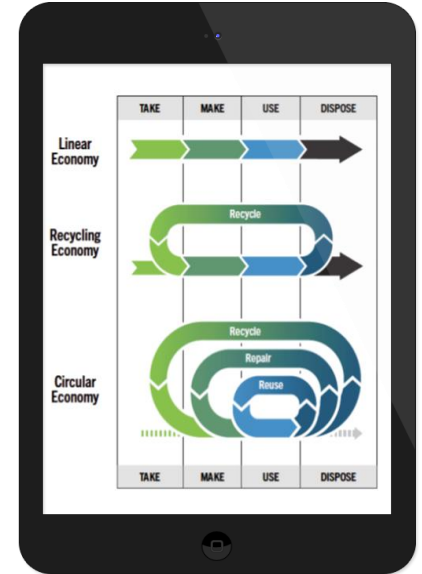 TAKE MAKE USE DISPOSE
Linear
Economy
Recycle
Recycling
Economy
Recycle
Repair
Reuse
Circular
Economy
TAKE MAKE USE DISPOSE